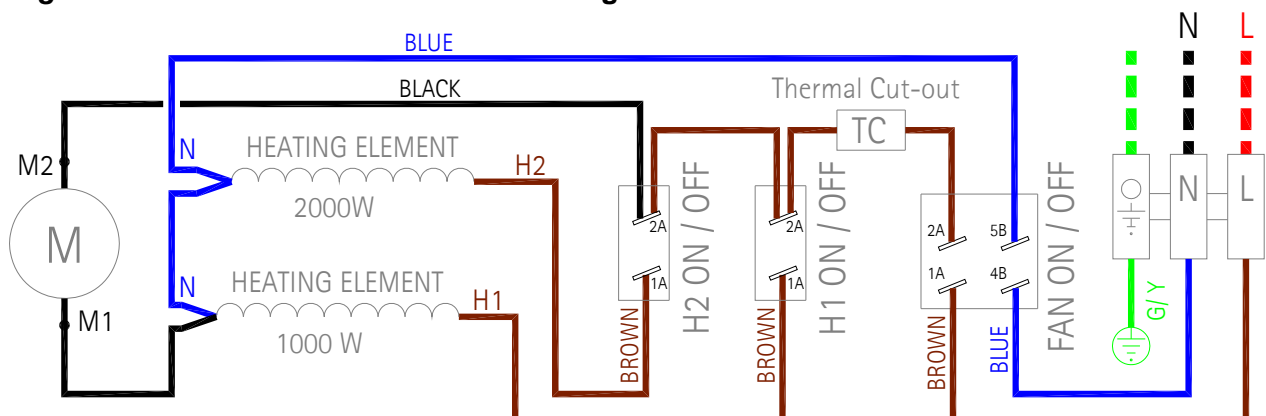 BLUE
BLACK
N L
Thermal Cut-out
TC
M2
N
HEATING ELEMENT
H2
2000W
M
2A
1A
H2 ON / OFF
2A
1A
H1 ON / OFF
2A 5B
1A 4B
FAN ON / OFF
N L
N
HEATING ELEMENT
H1
1000 W
M1
BROWN
BROWN
BROWN
BLUE
G/Y